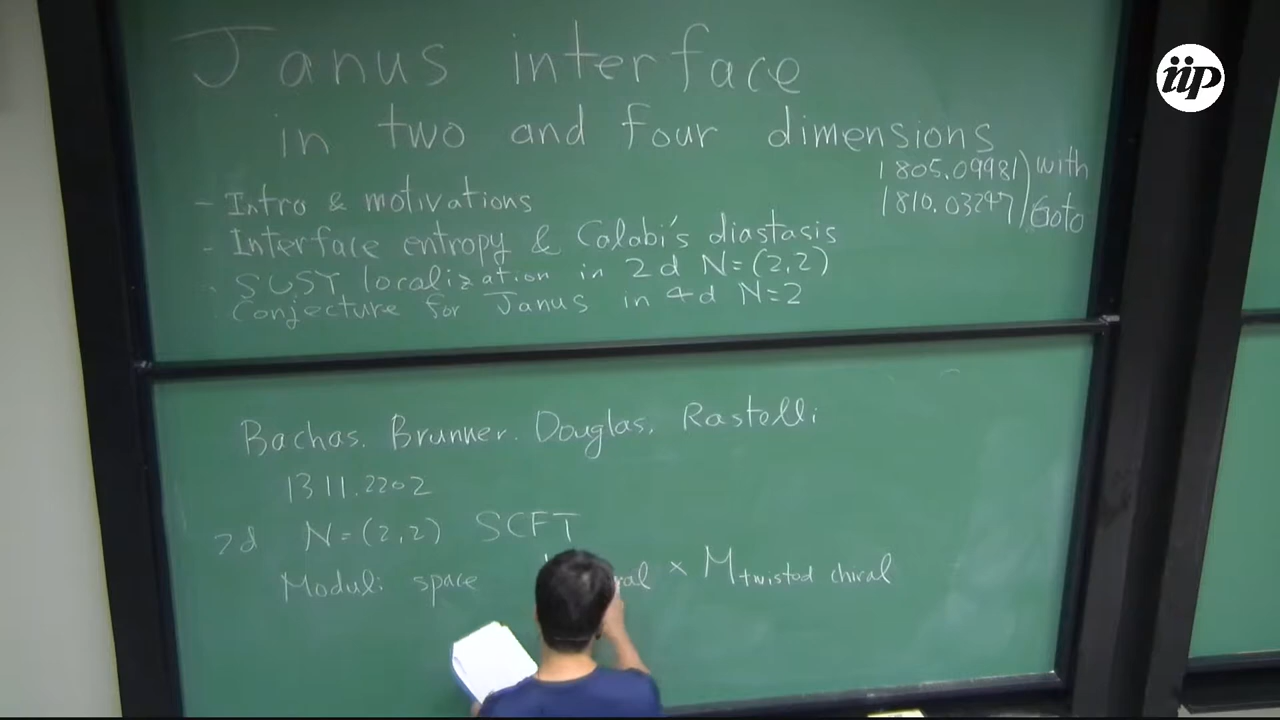 Janus interface
in two and four dimensions
1805.09981 with
1810.03297 Goto
- Intro & motivations
- Interface entropy & Calabi's diastasis
- SUSY localization in 2d N=(2,2)
- Conjecture for Janus in 4d N=2
Bachas. Brunner. Douglas, Rastelli
1311.2202
2d N=(2,2) SCFT
Moduli space × M twisted chiral
iip